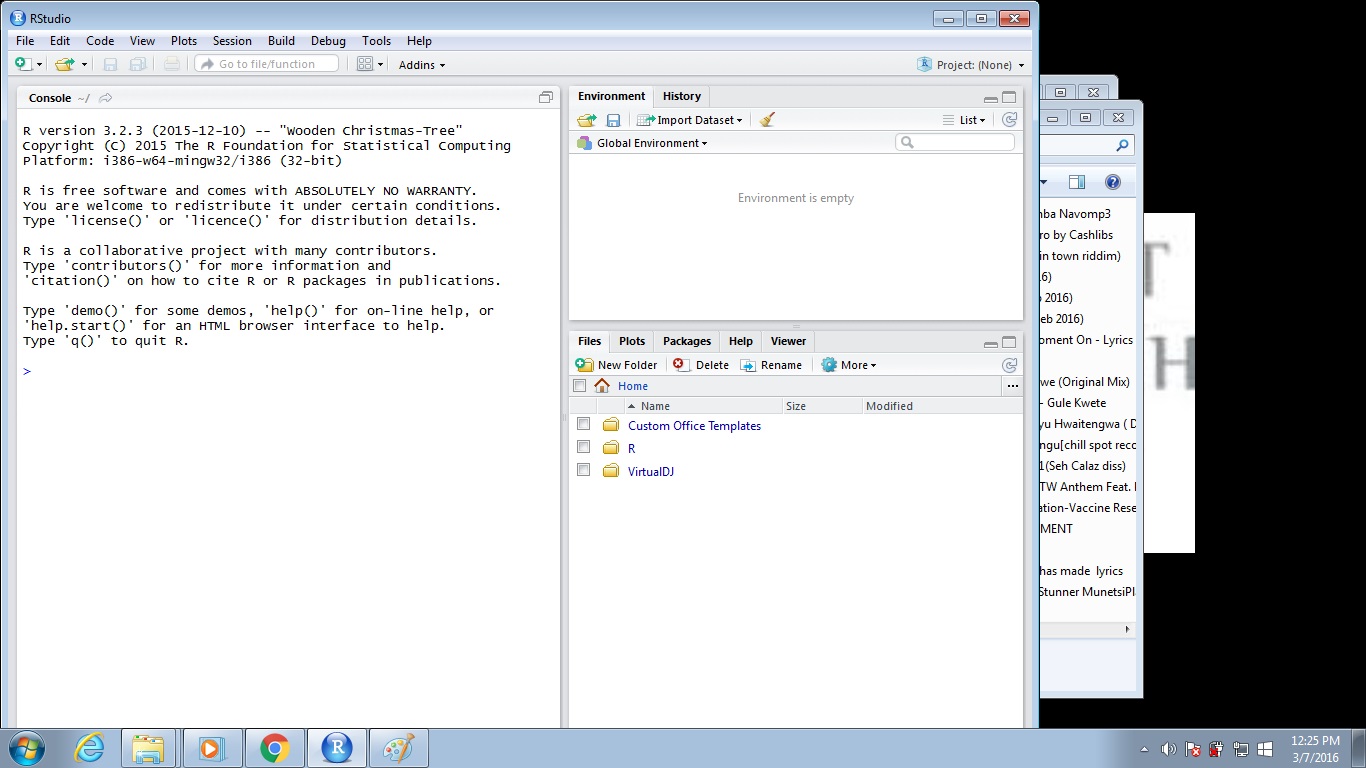 RStudio
File Edit Code View Plots Session Build Debug Tools Help
Go to file/function Addins Project: (None)
Console ~/
R version 3.2.3 (2015-12-10) -- "Wooden Christmas-Tree"
Copyright (C) 2015 The R Foundation for Statistical Computing
Platform: i386-w64-mingw32/i386 (32-bit)
R is free software and comes with ABSOLUTELY NO WARRANTY.
You are welcome to redistribute it under certain conditions.
Type 'license()' or 'licence()' for distribution details.
R is a collaborative project with many contributors.
Type 'contributors()' for more information and
'citation()' on how to cite R or R packages in publications.
Type 'demo()' for some demos, 'help()' for on-line help, or
'help.start()' for an HTML browser interface to help.
Type 'q()' to quit R.
>
Environment History
Import Dataset List
Global Environment
Environment is empty
Files Plots Packages Help Viewer
New Folder Delete Rename More
Home ...
Name Size Modified
Custom Office Templates
R
VirtualDJ
nba Navomp3
ro by Cashlibs
in town riddim)
16)
b 2016)
eb 2016)
oment On - Lyrics
we (Original Mix)
- Gule Kwete
yu Hwaitengwa ( D
ngu[chill spot reco
1(Seh Calaz diss)
TW Anthem Feat.
ation-Vaccine Rese
MENT
has made lyrics
Stunner MunetsiPl
T
H
12:25 PM
3/7/2016